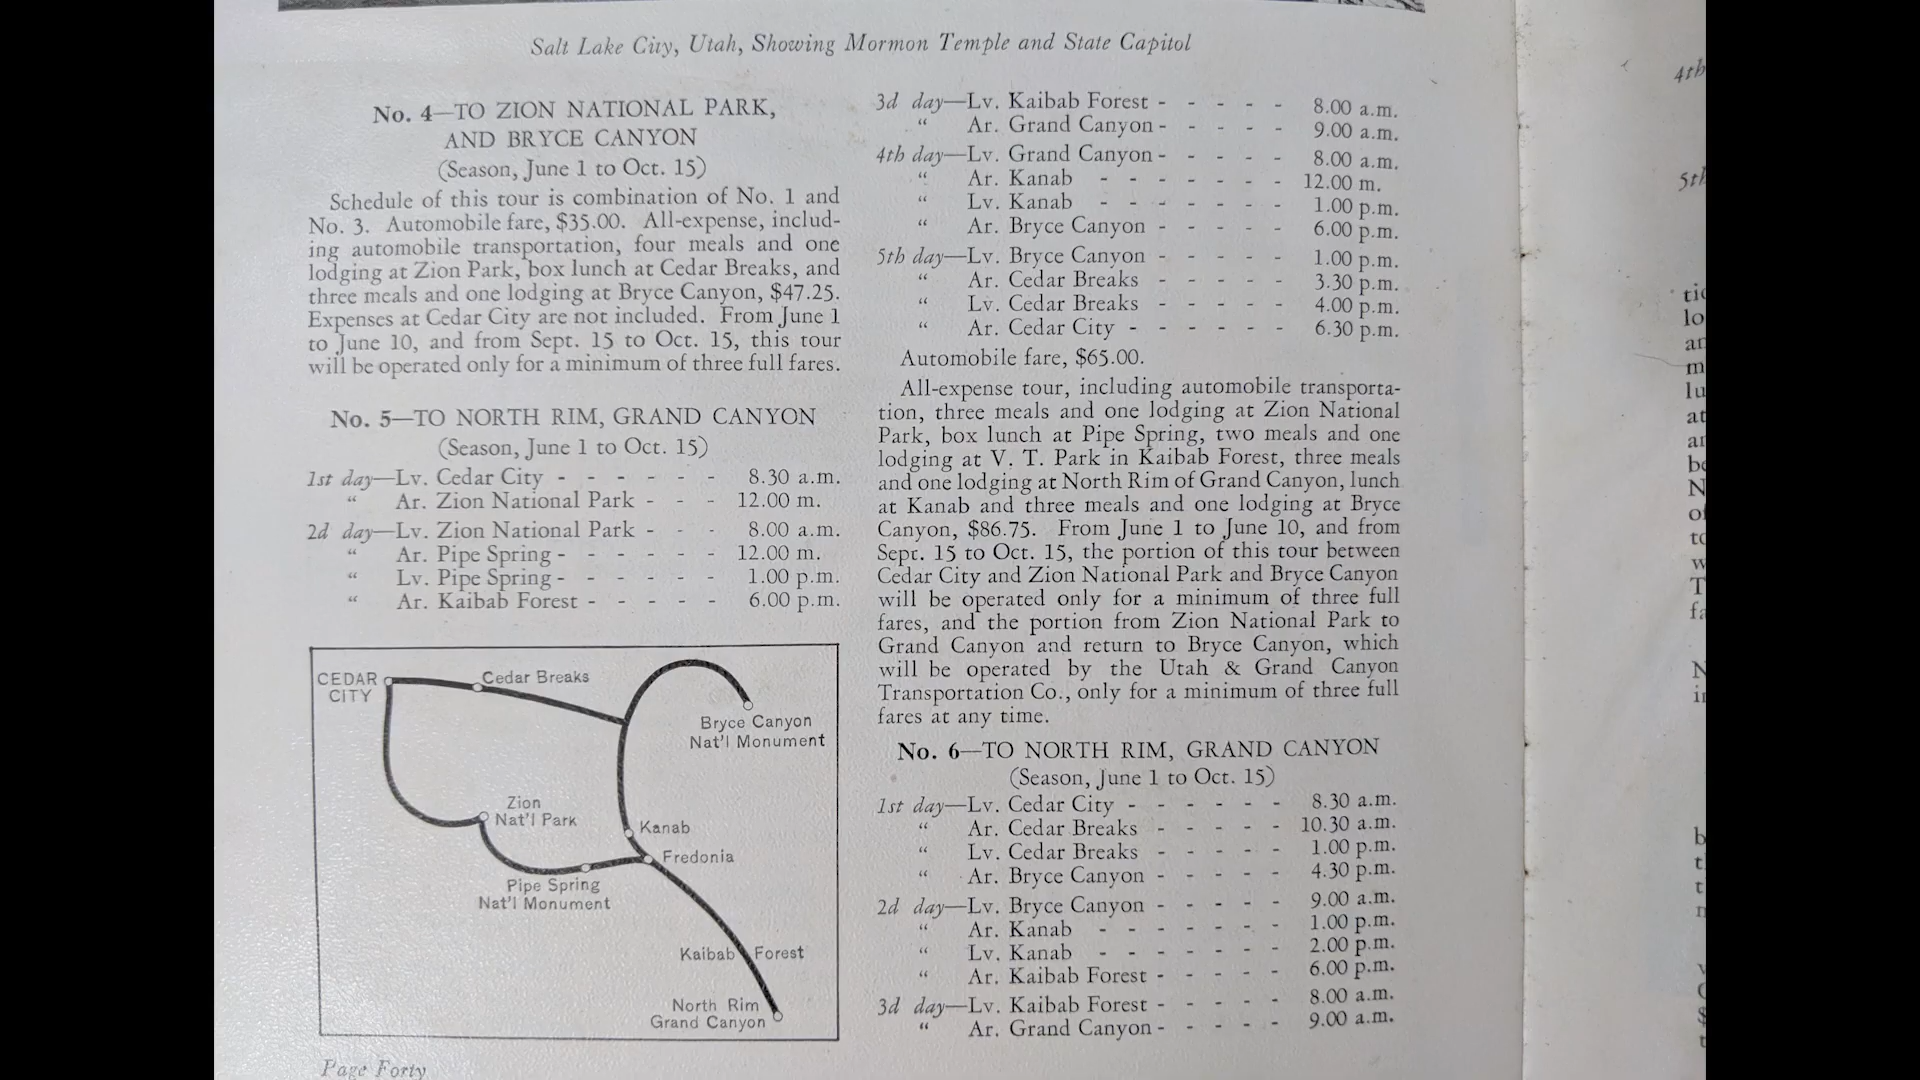 Salt Lake City, Utah, Showing Mormon Temple and State Capitol
No. 4—TO ZION NATIONAL PARK,
AND BRYCE CANYON
(Season, June 1 to Oct. 15)
Schedule of this tour is combination of No. 1 and
No. 3. Automobile fare, $35.00. All-expense, includ-
ing automobile transportation, four meals and one
lodging at Zion Park, box lunch at Cedar Breaks, and
three meals and one lodging at Bryce Canyon, $47.25.
Expenses at Cedar City are not included. From June 1
to June 10, and from Sept. 15 to Oct. 15, this tour
will be operated only for a minimum of three full fares.
No. 5—TO NORTH RIM, GRAND CANYON
(Season, June 1 to Oct. 15)
1st day—Lv. Cedar City - - - - - - 8.30 a.m.
“ Ar. Zion National Park - - - 12.00 m.
2d day—Lv. Zion National Park - - - 8.00 a.m.
“ Ar. Pipe Spring - - - - - - 12.00 m.
“ Lv. Pipe Spring - - - - - - 1.00 p.m.
“ Ar. Kaibab Forest - - - - - 6.00 p.m.
CEDAR CITY
Cedar Breaks
Bryce Canyon
Nat'l Monument
Zion
Nat'l Park
Kanab
Fredonia
Pipe Spring
Nat'l Monument
Kaibab Forest
North Rim
Grand Canyon
Page Forty
3d day—Lv. Kaibab Forest - - - - - 8.00 a.m.
“ Ar. Grand Canyon - - - - - 9.00 a.m.
4th day—Lv. Grand Canyon - - - - - 8.00 a.m.
“ Ar. Kanab - - - - - - - 12.00 m.
“ Lv. Kanab - - - - - - - 1.00 p.m.
“ Ar. Bryce Canyon - - - - - 6.00 p.m.
5th day—Lv. Bryce Canyon - - - - - 1.00 p.m.
“ Ar. Cedar Breaks - - - - - 3.30 p.m.
“ Lv. Cedar Breaks - - - - - 4.00 p.m.
“ Ar. Cedar City - - - - - - 6.30 p.m.
Automobile fare, $65.00.
All-expense tour, including automobile transporta-
tion, three meals and one lodging at Zion National
Park, box lunch at Pipe Spring, two meals and one
lodging at V. T. Park in Kaibab Forest, three meals
and one lodging at North Rim of Grand Canyon, lunch
at Kanab and three meals and one lodging at Bryce
Canyon, $86.75. From June 1 to June 10, and from
Sept. 15 to Oct. 15, the portion of this tour between
Cedar City and Zion National Park and Bryce Canyon
will be operated only for a minimum of three full
fares, and the portion from Zion National Park to
Grand Canyon and return to Bryce Canyon, which
will be operated by the Utah & Grand Canyon
Transportation Co., only for a minimum of three full
fares at any time.
No. 6—TO NORTH RIM, GRAND CANYON
(Season, June 1 to Oct. 15)
1st day—Lv. Cedar City - - - - - - 8.30 a.m.
“ Ar. Cedar Breaks - - - - - 10.30 a.m.
“ Lv. Cedar Breaks - - - - - 1.00 p.m.
“ Ar. Bryce Canyon - - - - - 4.30 p.m.
2d day—Lv. Bryce Canyon - - - - - 9.00 a.m.
“ Ar. Kanab - - - - - - - 1.00 p.m.
“ Lv. Kanab - - - - - - - 2.00 p.m.
“ Ar. Kaibab Forest - - - - - 6.00 p.m.
3d day—Lv. Kaibab Forest - - - - - 8.00 a.m.
“ Ar. Grand Canyon - - - - - 9.00 a.m.
4th